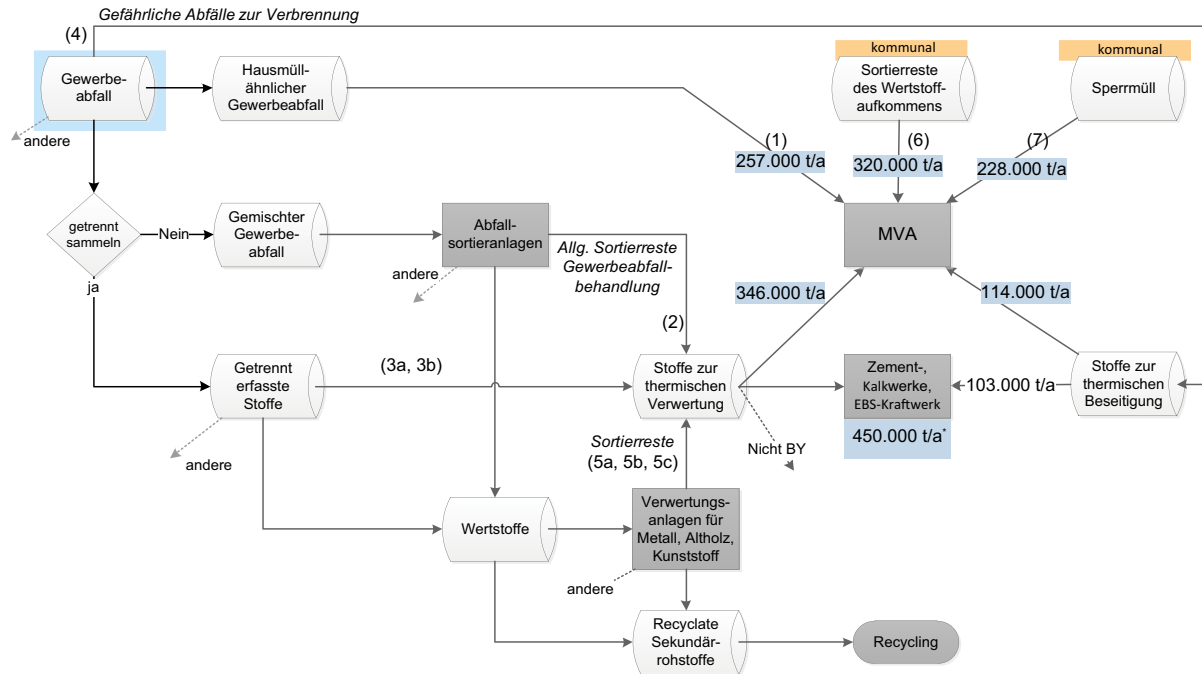 Gefährliche Abfälle zur Verbrennung
(4)
kommunal
kommunal
Gewerbe-
abfall
Hausmüll-
ähnlicher
Gewerbeabfall
Sortierreste
des Wertstoff-
aufkommens
Sperrmüll
andere
(1)
(6)
(7)
257.000 t/a
320.000 t/a
228.000 t/a
getrennt
sammeln
Nein
Gemischter
Gewerbe-
abfall
Abfall-
sortieranlagen
MVA
Allg. Sortierreste
Gewerbeabfall-
behandlung
andere
ja
346.000 t/a
114.000 t/a
(2)
(3a, 3b)
Getrennt
erfasste
Stoffe
Stoffe zur
thermischen
Verwertung
Zement-,
Kalkwerke,
EBS-Kraftwerk
103.000 t/a
Stoffe zur
thermischen
Beseitigung
450.000 t/a*
Nicht BY
Sortierreste
(5a, 5b, 5c)
andere
Wertstoffe
Verwertungs-
anlagen für
Metall, Altholz,
Kunststoff
andere
Recyclate
Sekundär-
rohstoffe
Recycling